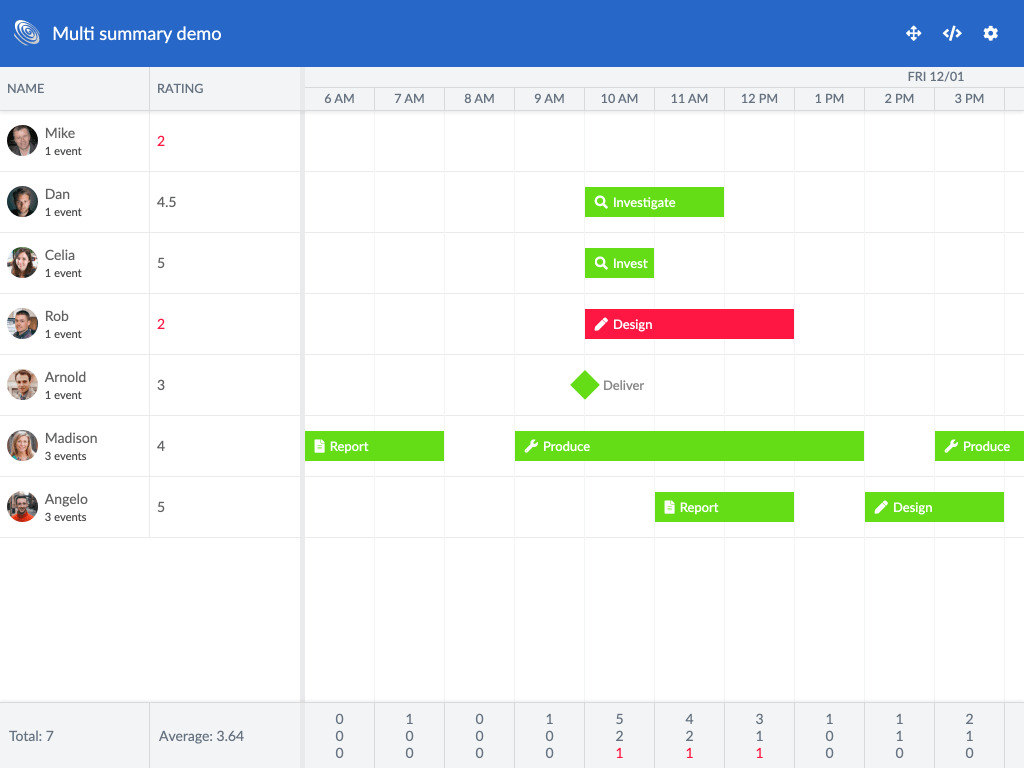 Multi summary demo
NAME RATING FRI 12/01
6 AM 7 AM 8 AM 9 AM 10 AM 11 AM 12 PM 1 PM 2 PM 3 PM
Mike
1 event
2
Dan
1 event
4.5
Investigate
Celia
1 event
5
Invest
Rob
1 event
2
Design
Arnold
1 event
3
Deliver
Madison
3 events
4
Report Produce Produce
Angelo
3 events
5
Report Design
Total: 7 Average: 3.64
0 1 0 1 5 4 3 1 1 2
0 0 0 0 2 2 1 0 1 1
0 0 0 0 1 1 1 0 0 0